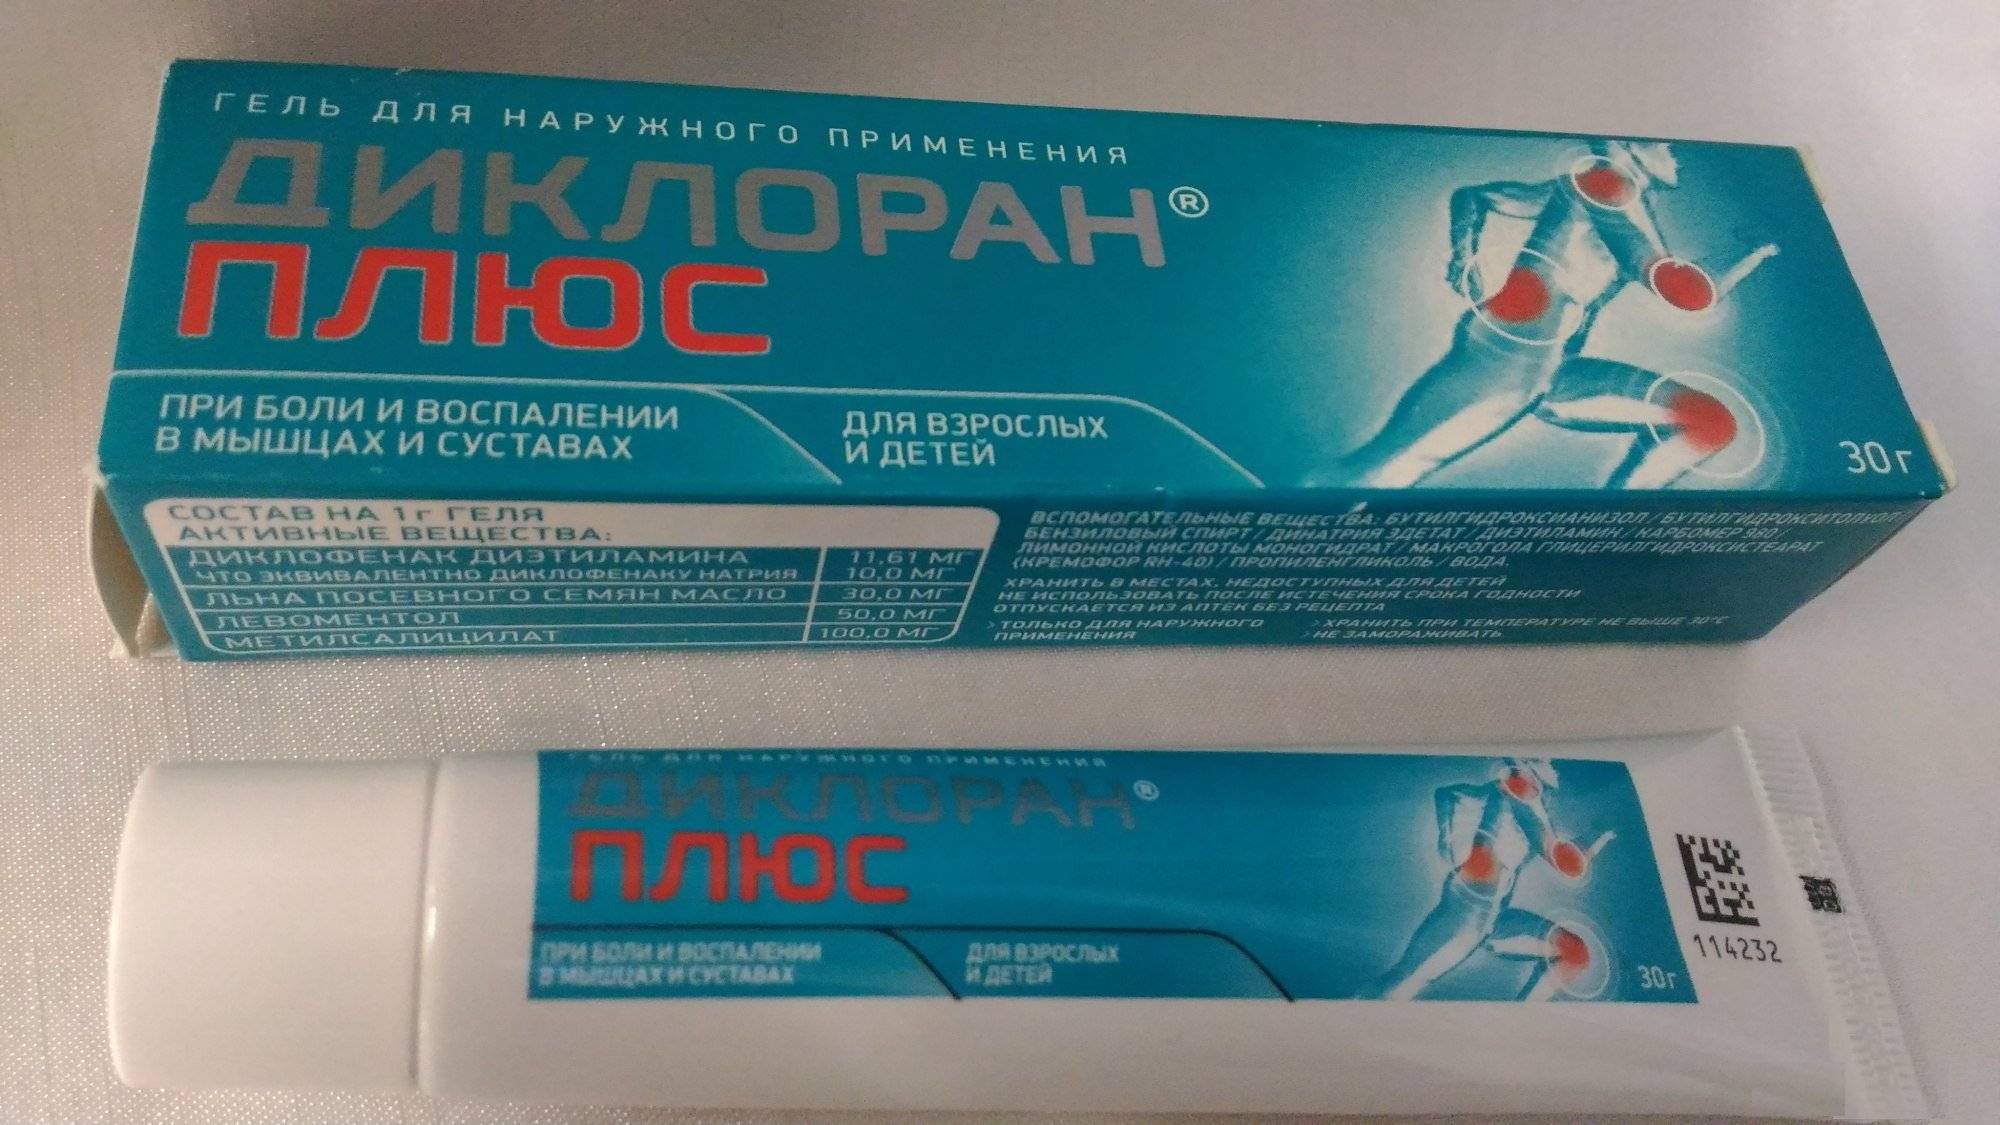 ГЕЛЬ ДЛЯ НАРУЖНОГО ПРИМЕНЕНИЯ
ДИКЛОРАН®
ПЛЮС
ПРИ БОЛИ И ВОСПАЛЕНИИ
В МЫШЦАХ И СУСТАВАХ
ДЛЯ ВЗРОСЛЫХ
И ДЕТЕЙ
30 г
СОСТАВ НА 1 г ГЕЛЯ
АКТИВНЫЕ ВЕЩЕСТВА:
ДИКЛОФЕНАК ДИЭТИЛАМИНА 11,61 МГ
ЧТО ЭКВИВАЛЕНТНО ДИКЛОФЕНАКУ НАТРИЯ 10,0 МГ
ЛЬНА ПОСЕВНОГО СЕМЯН МАСЛО 30,0 МГ
ЛЕВОМЕНТОЛ 50,0 МГ
МЕТИЛСАЛИЦИЛАТ 100,0 МГ
ВСПОМОГАТЕЛЬНЫЕ ВЕЩЕСТВА: БУТИЛГИДРОКСИАНИЗОЛ / БУТИЛГИДРОКСИТОЛУОЛ
БЕНЗИЛОВЫЙ СПИРТ / ДИНАТРИЯ ЭДЕТАТ / ДИЭТИЛАМИН / КАРБОМЕР 980 /
ЛИМОННОЙ КИСЛОТЫ МОНОГИДРАТ / МАКРОГОЛА ГЛИЦЕРИЛГИДРОКСИСТЕАРАТ
(КРЕМОФОР RH-40) / ПРОПИЛЕНГЛИКОЛЬ / ВОДА.
ХРАНИТЬ В МЕСТАХ, НЕДОСТУПНЫХ ДЛЯ ДЕТЕЙ
НЕ ИСПОЛЬЗОВАТЬ ПОСЛЕ ИСТЕЧЕНИЯ СРОКА ГОДНОСТИ
ОТПУСКАЕТСЯ ИЗ АПТЕК БЕЗ РЕЦЕПТА
› ТОЛЬКО ДЛЯ НАРУЖНОГО
ПРИМЕНЕНИЯ
› ХРАНИТЬ ПРИ ТЕМПЕРАТУРЕ НЕ ВЫШЕ 30°С
› НЕ ЗАМОРАЖИВАТЬ
ГЕЛЬ ДЛЯ НАРУЖНОГО ПРИМЕНЕНИЯ
ДИКЛОРАН®
ПЛЮС
ПРИ БОЛИ И ВОСПАЛЕНИИ
В МЫШЦАХ И СУСТАВАХ
ДЛЯ ВЗРОСЛЫХ
И ДЕТЕЙ
30 г
114232